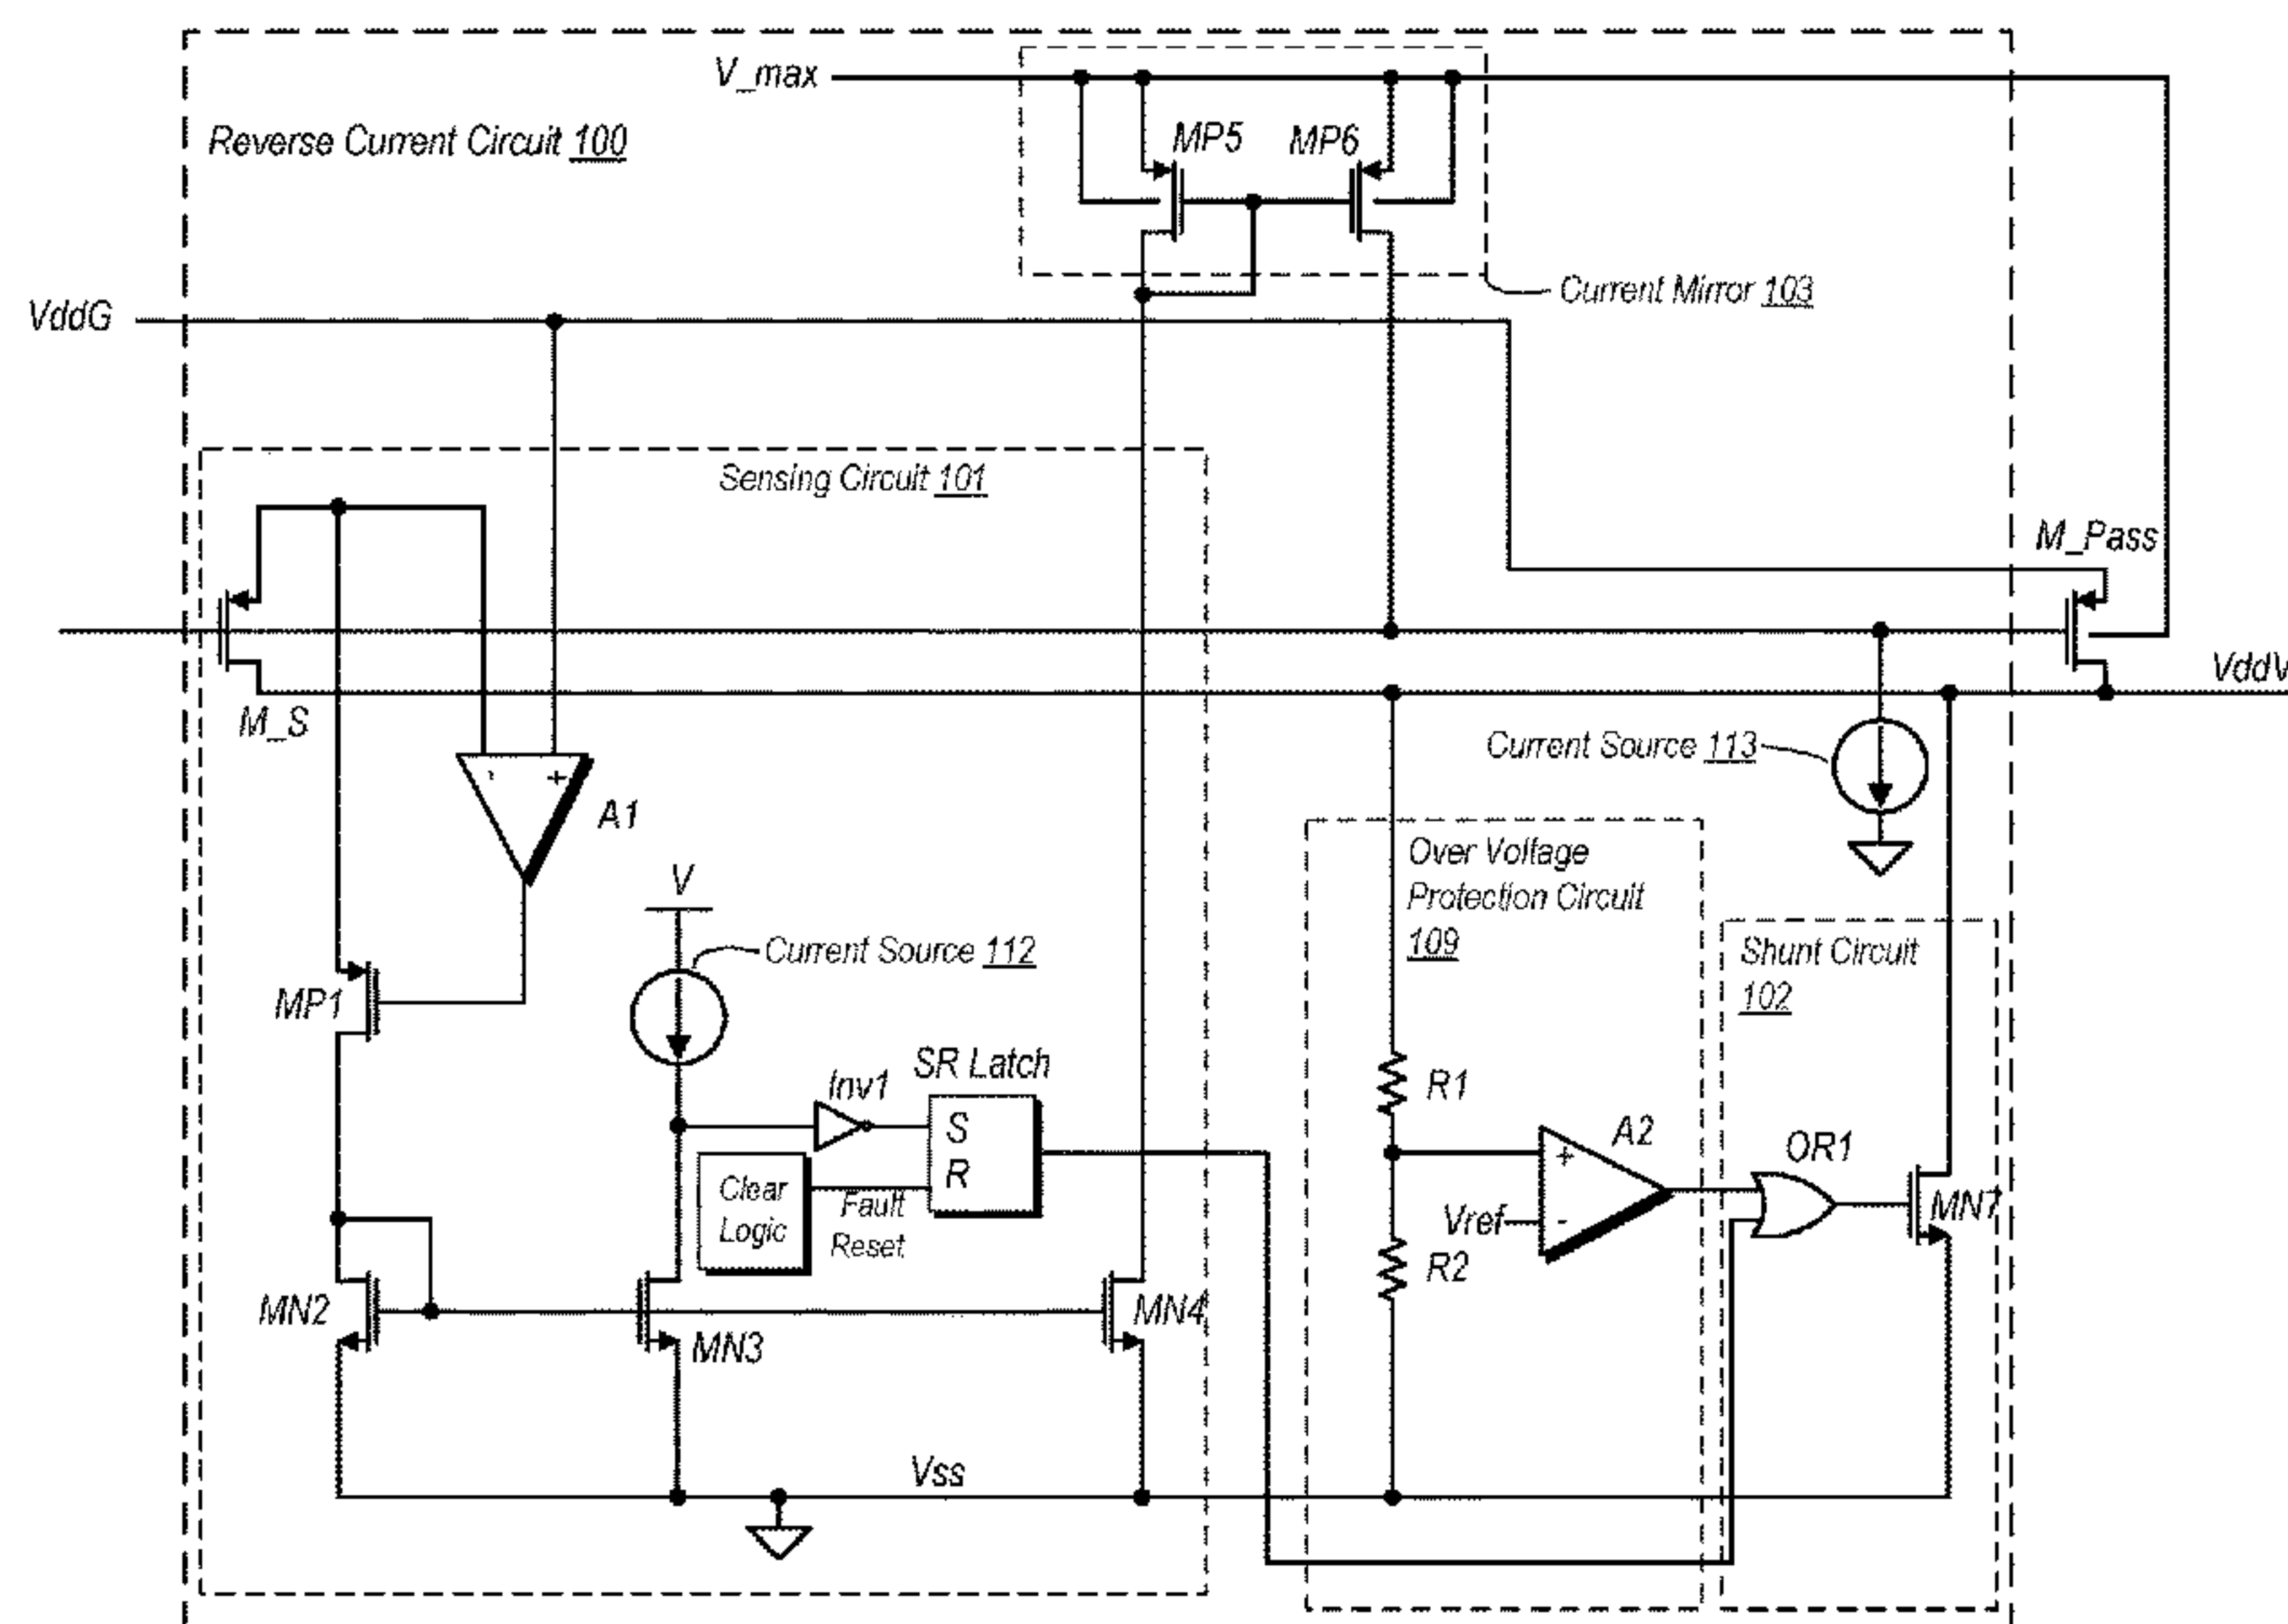 V_max
Reverse Current Circuit 100
MP5
MP6
Current Mirror 103
VddG
Sensing Circuit 101
M_Pass
VddV
M_S
Current Source 113
- +
A1
Over Voltage
Protection Circuit
109
V
Current Source 112
Shunt Circuit
102
MP1
SR Latch
Inv1
R1
S
R
A2
OR1
+
Clear
Logic
Fault
Reset
MN7
Vref
-
R2
MN2
MN3
MN4
Vss